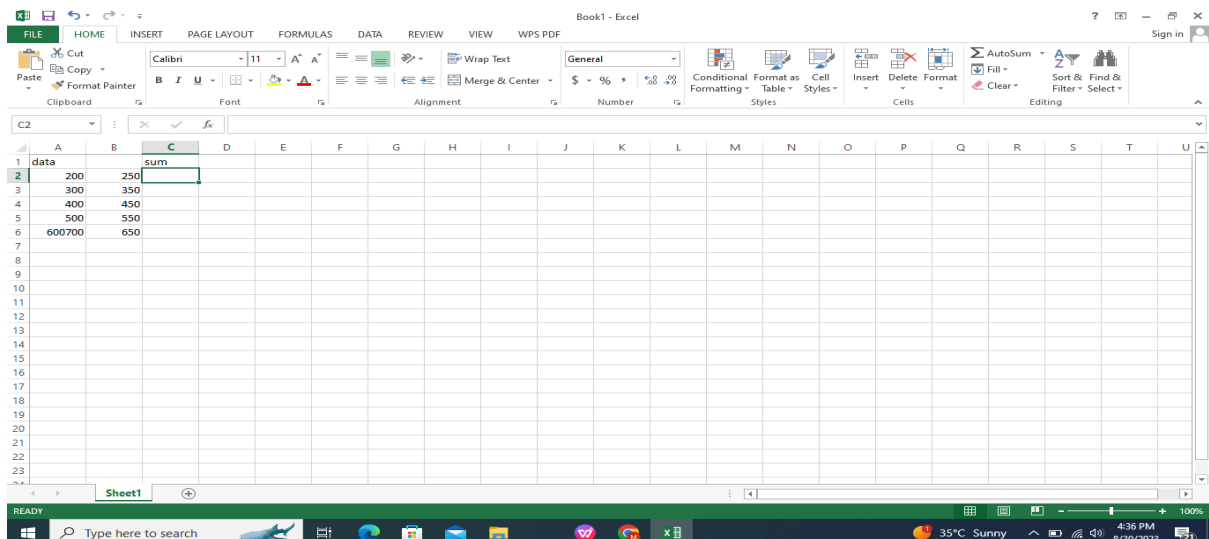 Book1 - Excel
FILE HOME INSERT PAGE LAYOUT FORMULAS DATA REVIEW VIEW WPS PDF Sign in
Paste
Cut
Copy
Format Painter
Clipboard
Calibri 11
B I U
Font
Wrap Text
Merge & Center
Alignment
General
$ % ,
Number
Conditional Formatting
Format as Table
Cell Styles
Styles
Insert Delete Format
Cells
AutoSum
Fill
Clear
Sort & Filter
Find & Select
Editing
C2 fx
A B C D E F G H I J K L M N O P Q R S T U
1 data sum
2 200 250
3 300 350
4 400 450
5 500 550
6 600700 650
7
8
9
10
11
12
13
14
15
16
17
18
19
20
21
22
23
Sheet1
READY 100%
Type here to search 35°C Sunny 4:36 PM
8/30/2023